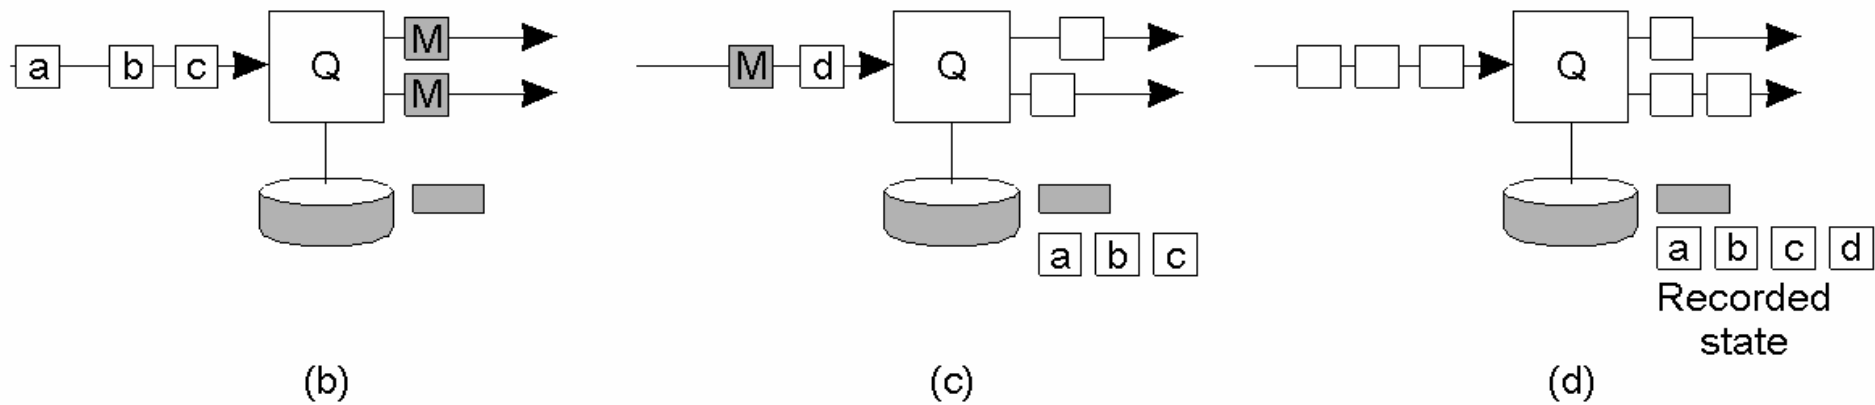 M M
a b c Q M d Q Q
M
a b c a b c d
Recorded
state
(b) (c) (d)